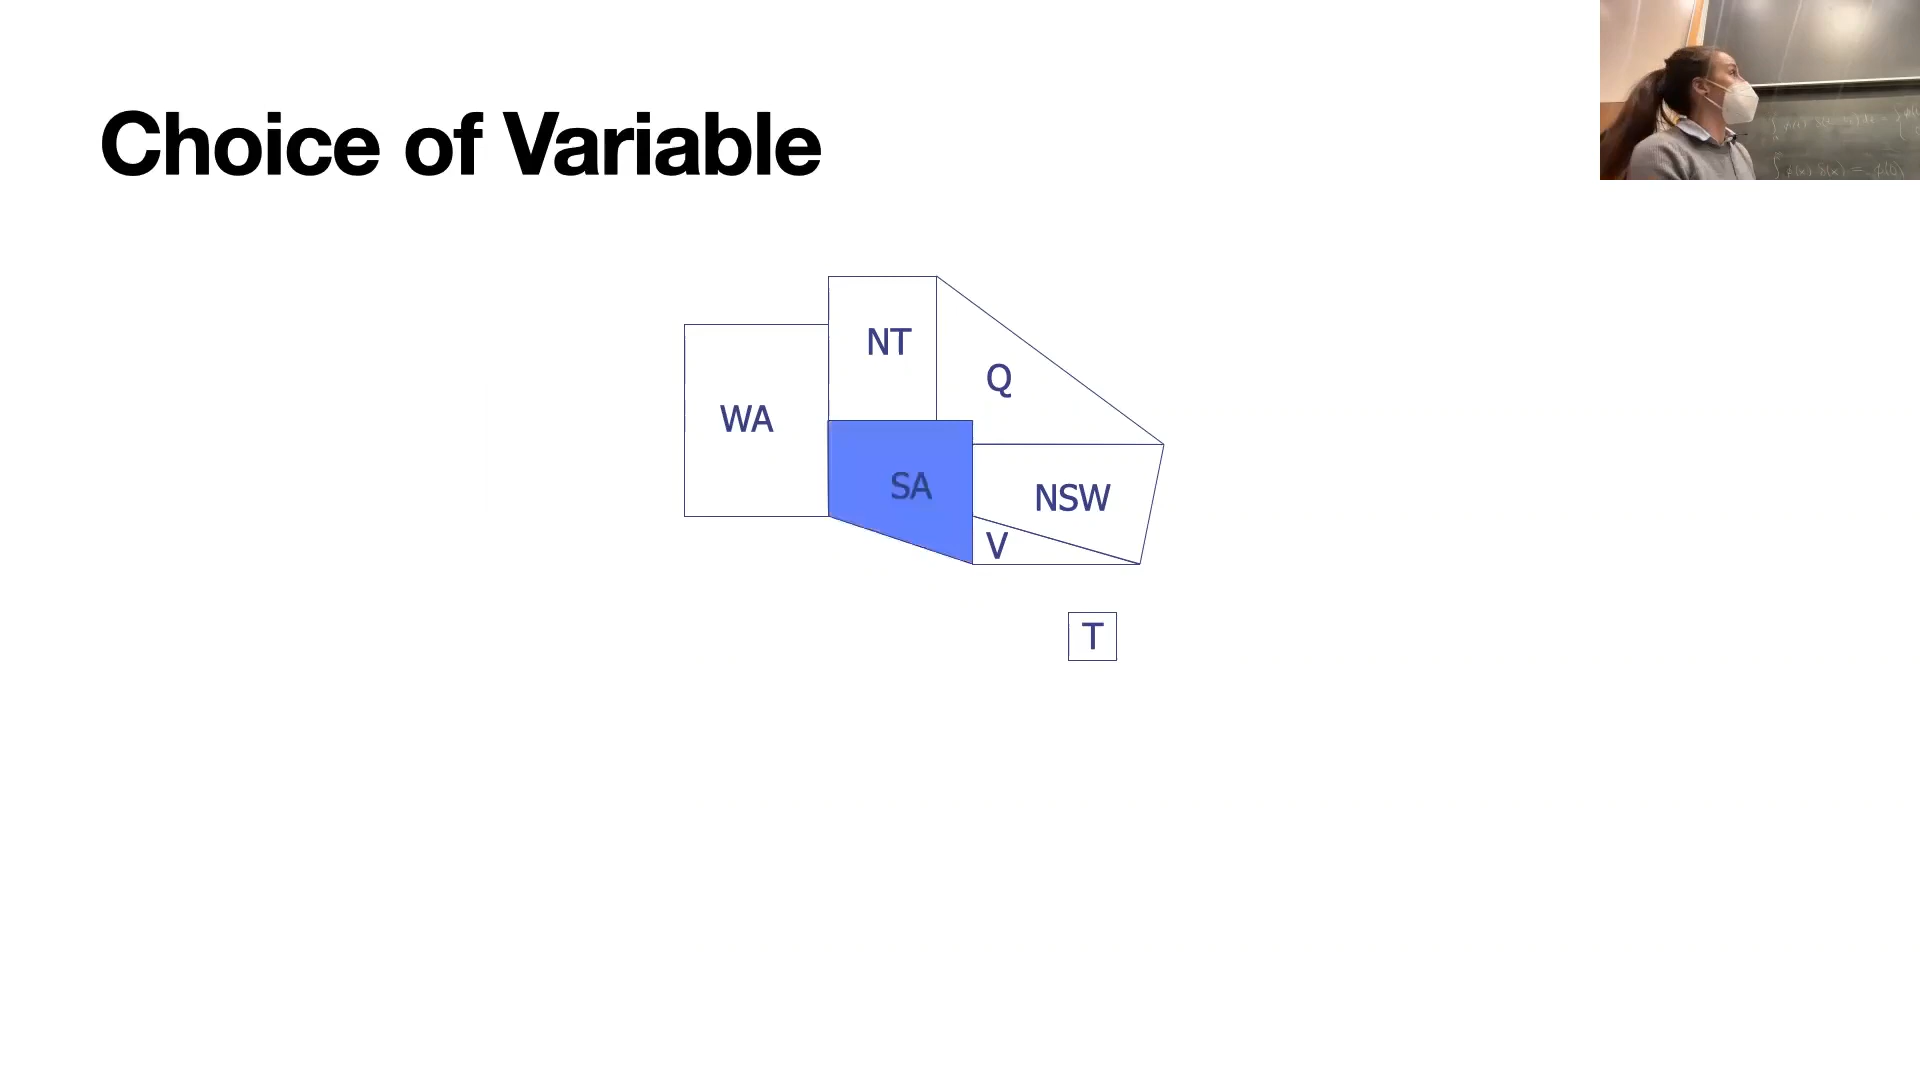 Choice of Variable
NT
Q
WA
SA
NSW
V
T